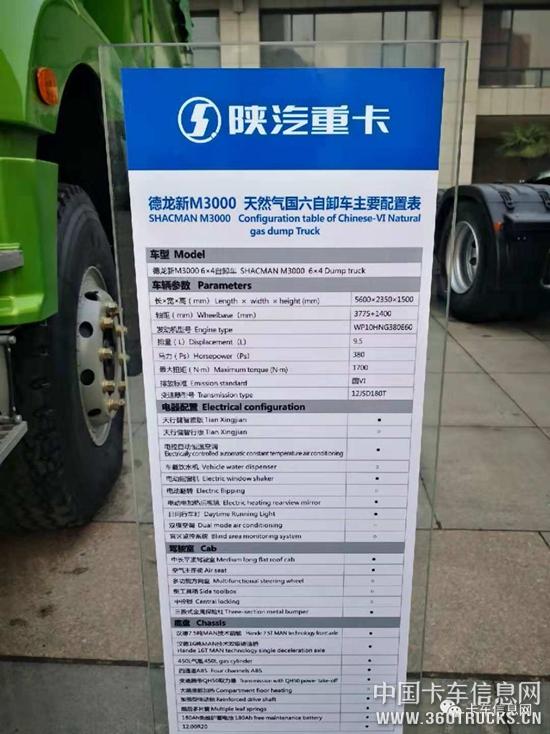 陕汽重卡
德龙新M3000 天然气国六自卸车主要配置表
SHACMAN M3000 Configuration table of Chinese-VI Natural
gas dump Truck
车型 Model
德龙新M3000 6×4自卸车 SHACMAN M3000 6×4 Dump truck
车辆参数 Parameters
长×宽×高（mm）Length × width × height (mm) 5600×2350×1500
轴距（mm）Wheelbase（mm） 3775+1400
发动机型号 Engine type WP10HNG380E60
排量（L）Displacement（L） 9.5
马力（Ps）Horsepower（Ps） 380
最大扭矩（N·m）Maximum torque (N·m) 1700
排放标准 Emission standard 国VI
变速器型号 Transmission type 12JSD180T
电器配置 Electrical configuration
天行健智 Tian Xingjian ●
天行健智行版 Tian Xingjian ○
电控自动恒温空调
Electrically controlled automatic constant temperature air conditioning ●
车载饮水机 Vehicle water dispenser ○
电动摇窗机 Electric window shaker ●
电动翻转 Electric flipping ○
电动电加热后视镜 Electric heating rearview mirror ●
日间行车灯 Daytime Running Light ●
双模空调 Dual mode air conditioning ○
盲区监控系统 Blind area monitoring system ○
驾驶室 Cab
中长平顶驾驶室 Medium long flat roof cab ●
空气主座椅 Air seat ●
多功能方向盘 Multifunctional steering wheel ○
侧工具箱 Side toolbox ○
中控锁 Central locking ○
三段式金属保险杠 Three-section metal bumper ●
底盘 Chassis
汉德7.5吨MAN技术前轴 Hande 7.5T MAN technology front axle ●
汉德16吨MAN技术
Hande 16T MAN technology single deceleration axle ●
450L气瓶 450L gas cylinder ●
四通道ABS Four channels ABS ●
变速器带QH50取力器 Transmission with QH50 power take-off ●
大箱底部加热 Compartment floor heating ○
加强型传动轴 Reinforced drive shaft ●
多片簧 Multiple leaf springs ●
180Ah免维护蓄电池 180Ah free maintenance battery ●
12.00R20 ●
中国卡车信息网
卡车信息网
WWW.360TRUCKS.CN